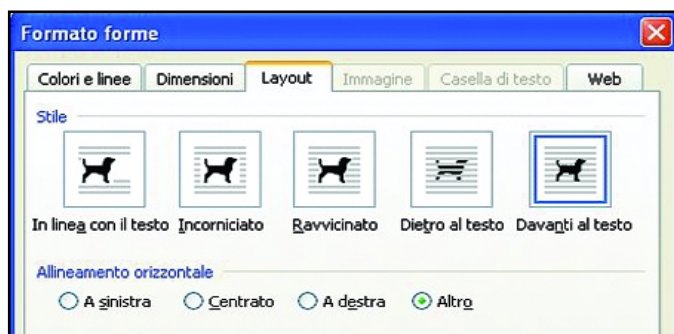 Formato forme
Colori e linee Dimensioni Layout Immagine Casella di testo Web
Stile
In linea con il testo Incorniciato Ravvicinato Dietro al testo Davanti al testo
Allineamento orizzontale
A sinistra Centrato A destra Altro